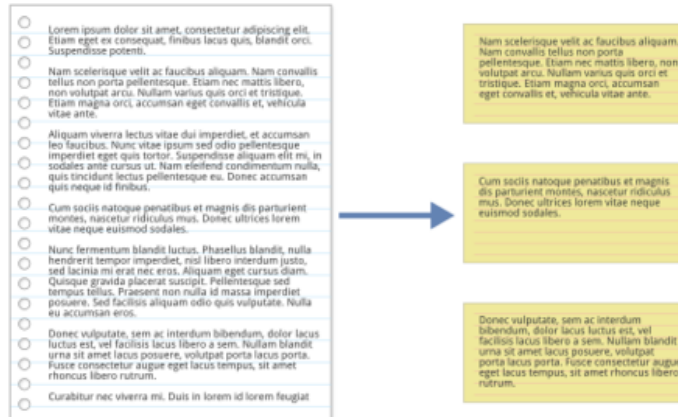 Lorem ipsum dolor sit amet, consectetur adipiscing elit.
Etiam eget ex consequat, finibus lacus quis, blandit orci.
Suspendisse potenti.
Nam scelerisque velit ac faucibus aliquam. Nam convallis
tellus non porta pellentesque. Etiam nec mattis libero,
non volutpat arcu. Nullam varius quis orci et tristique.
Etiam magna orci, accumsan eget convallis et, vehicula
vitae ante.
Aliquam viverra lectus vitae dui imperdiet, et accumsan
leo faucibus. Nunc vitae ipsum sed odio pellentesque
imperdiet eget quis tortor. Suspendisse aliquam elit mi, in
sodales ante cursus ut. Nam eleifend condimentum nulla,
quis tincidunt lectus pellentesque eu. Donec accumsan
quis neque id finibus.
Cum sociis natoque penatibus et magnis dis parturient
montes, nascetur ridiculus mus. Donec ultrices lorem
vitae neque euismod sodales.
Nunc fermentum blandit luctus. Phasellus blandit, nulla
hendrerit tempor imperdiet, nisl libero interdum justo,
sed lacinia mi erat nec eros. Aliquam eget cursus diam.
Quisque gravida placerat suscipit. Pellentesque sed
tempus tellus. Praesent non nulla id massa imperdiet
posuere. Sed facilisis aliquam odio quis vulputate. Nulla
eu accumsan eros.
Donec vulputate, sem ac interdum bibendum, dolor lacus
luctus est, vel facilisis lacus libero a sem. Nullam blandit
urna sit amet lacus posuere, volutpat porta lacus porta.
Fusce consectetur augue eget lacus tempus, sit amet
rhoncus libero rutrum.
Curabitur nec viverra mi. Duis in lorem id lorem feugiat
Nam scelerisque velit ac faucibus aliquam.
Nam convallis tellus non porta
pellentesque. Etiam nec mattis libero, non
volutpat arcu. Nullam varius quis orci et
tristique. Etiam magna orci, accumsan
eget convallis et, vehicula vitae ante.
Cum sociis natoque penatibus et magnis
dis parturient montes, nascetur ridiculus
mus. Donec ultrices lorem vitae neque
euismod sodales.
Donec vulputate, sem ac interdum
bibendum, dolor lacus luctus est, vel
facilisis lacus libero a sem. Nullam blandit
urna sit amet lacus posuere, volutpat
porta lacus porta. Fusce consectetur augue
eget lacus tempus, sit amet rhoncus libero
rutrum.